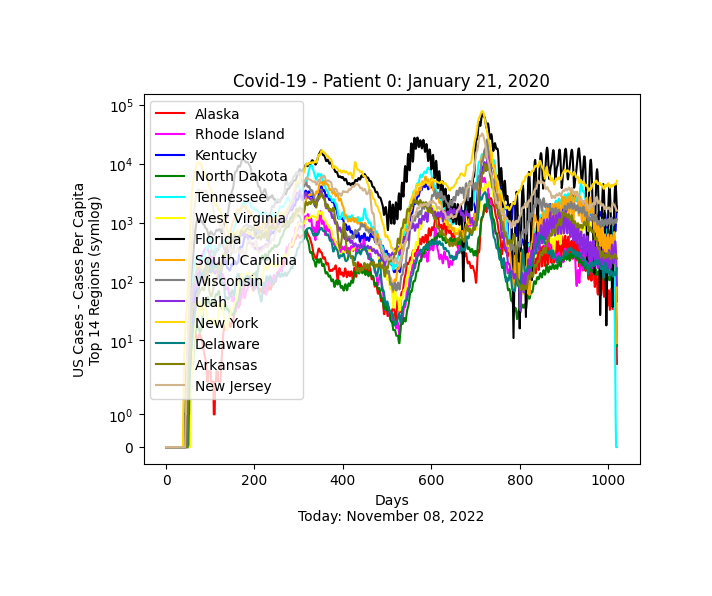 Covid-19 - Patient 0: January 21, 2020
US Cases - Cases Per Capita
Top 14 Regions (symlog)
10^5
10^4
10^3
10^2
10^1
10^0
0
Alaska
Rhode Island
Kentucky
North Dakota
Tennessee
West Virginia
Florida
South Carolina
Wisconsin
Utah
New York
Delaware
Arkansas
New Jersey
0 200 400 600 800 1000
Days
Today: November 08, 2022